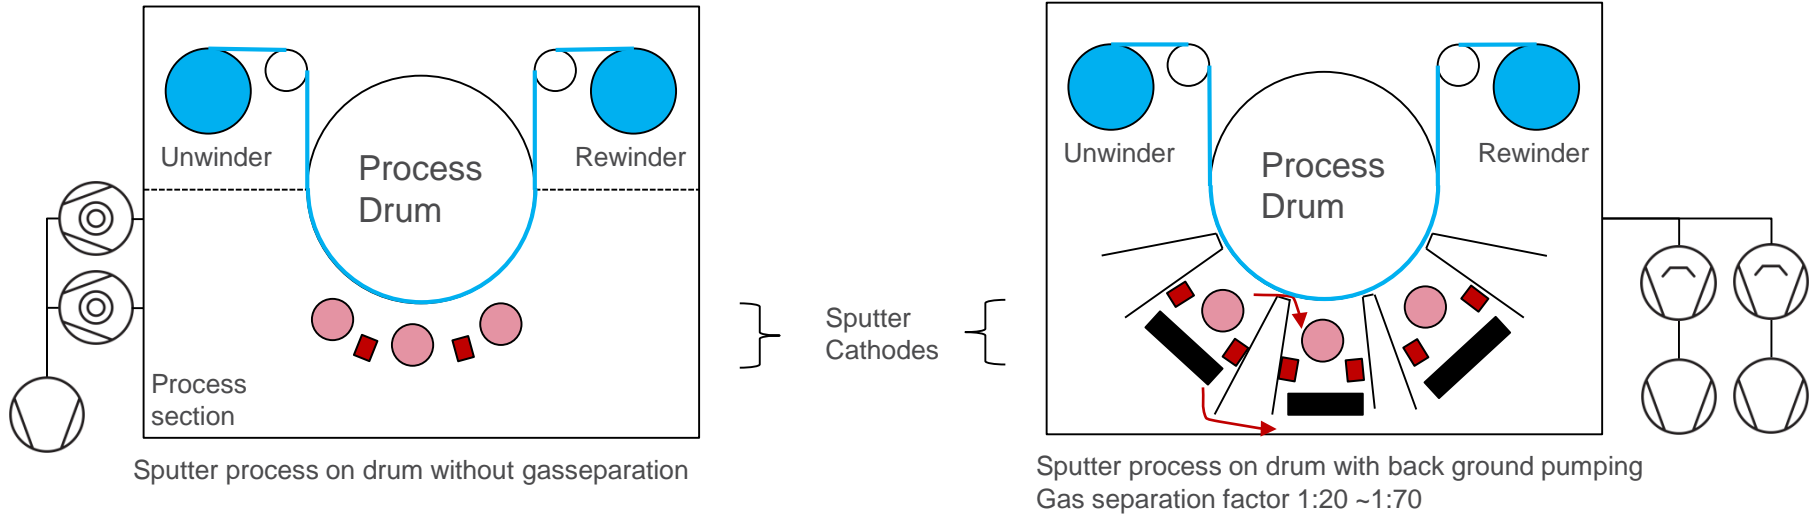 Unwinder
Process
Drum
Rewinder
Process
section
Sputter process on drum without gasseparation
Sputter
Cathodes
Unwinder
Process
Drum
Rewinder
Sputter process on drum with back ground pumping
Gas separation factor 1:20 ~1:70